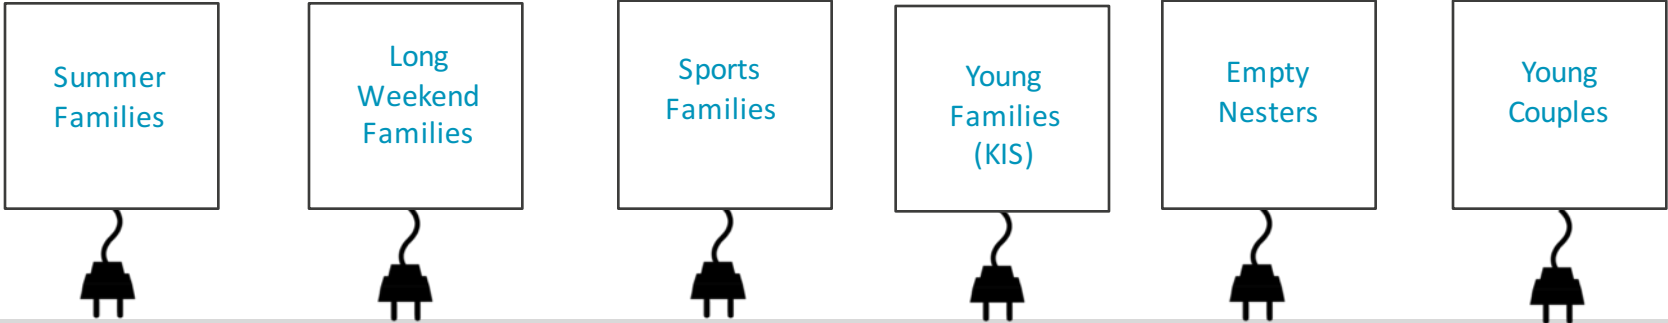 Summer
Families
Long
Weekend
Families
Sports
Families
Young
Families
(KIS)
Empty
Nesters
Young
Couples